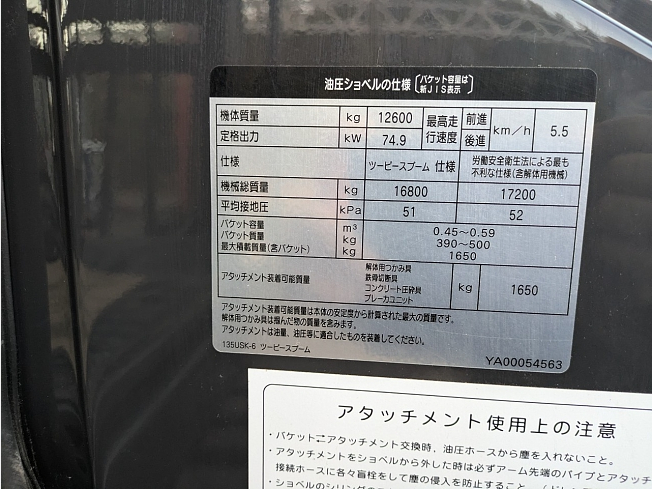 油圧ショベルの仕様 〔バケット容量は 新JIS表示〕
機体質量 kg 12600 最高走行速度 前進 後進 km/h 5.5
定格出力 kW 74.9
仕様 ツーピースブーム 仕様 労働安全衛生法による最も不利な仕様(含解体用機械)
機械総質量 kg 16800 17200
平均接地圧 kPa 51 52
バケット容量 m³ 0.45~0.59
バケット質量 kg 390~500
最大積載質量(含バケット) kg 1650
アタッチメント装着可能質量 解体用つかみ具 鉄骨切断具 コンクリート圧砕具 ブレーカユニット kg 1650
アタッチメント装着可能質量は本体の安定度から計算された最大の質量です。
解体用つかみ具は掴んだ物の質量を含みます。
アタッチメントは油量、油圧等に適合したものを装着してください。
135USK-6 ツーピースブーム YA00054563
アタッチメント使用上の注意
・バケット⇄アタッチメント交換時、油圧ホースから塵を入れないこと。
・アタッチメントをショベルから外した時は必ずアーム先端のパイプとアタッチ
接続ホースに各々盲栓をして塵の侵入を防止すること。
・ショベルのシリンダの